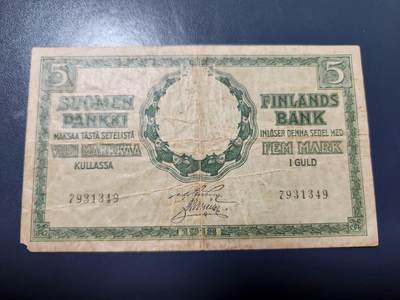 5 5
SUOMEN
PANKKI
MAKSAA TÄSTÄ SETELISTÄ
VIISI MARKKAA
KULLASSA
7931349
FINLANDS
BANK
INLÖSER DENNA SEDEL MED
FEM MARK
I GULD
7931349
1918